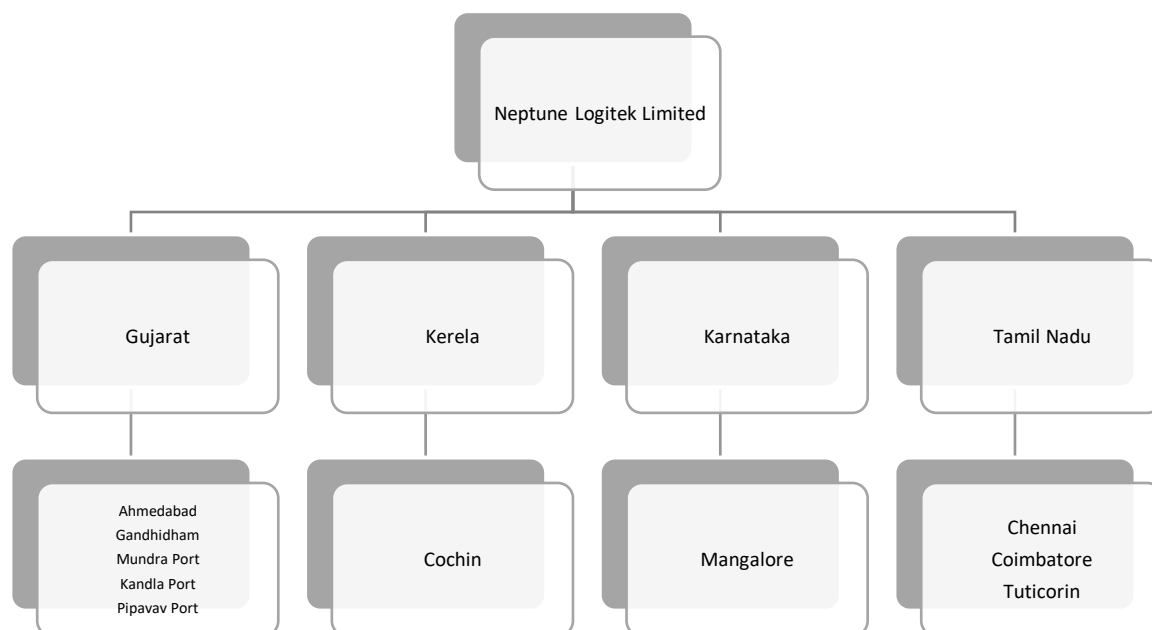 Neptune Logitek Limited
Gujarat
Kerela
Karnataka
Tamil Nadu
Ahmedabad
Gandhidham
Mundra Port
Kandla Port
Pipavav Port
Cochin
Mangalore
Chennai
Coimbatore
Tuticorin